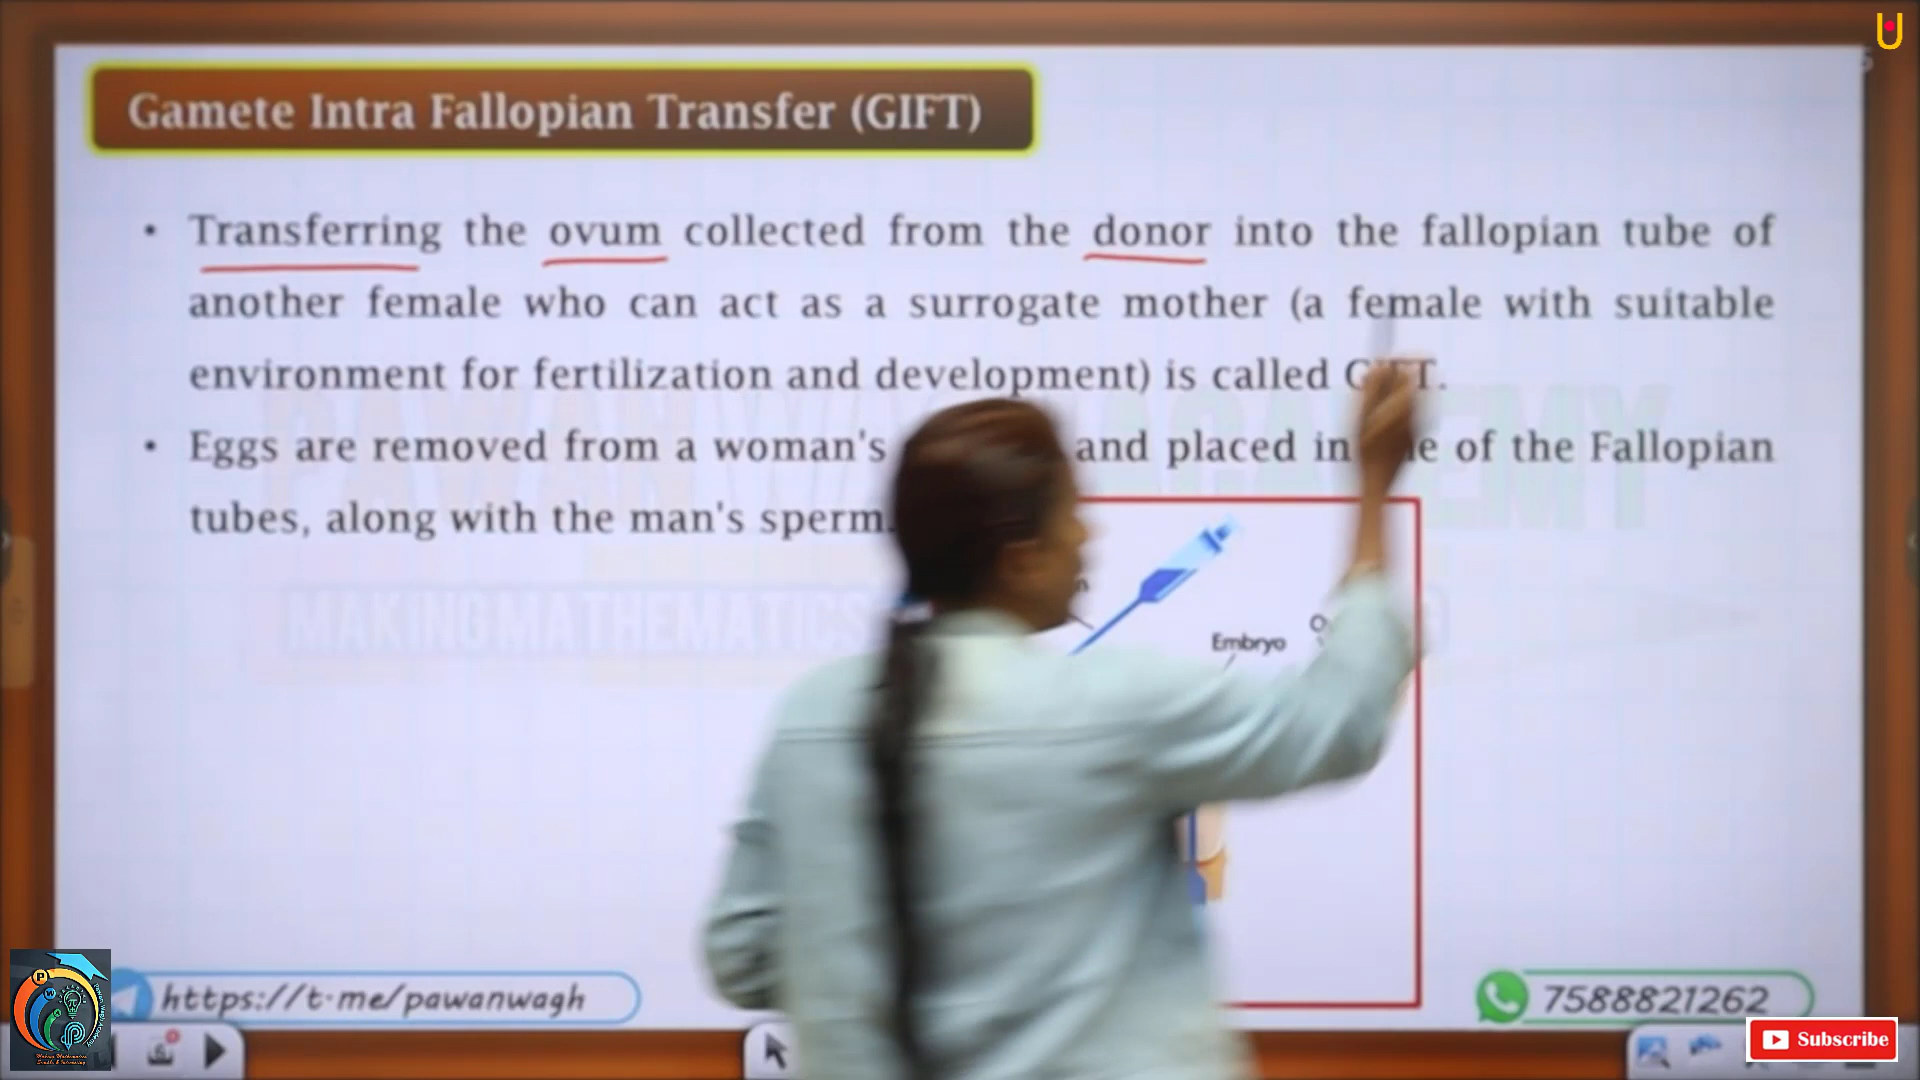 Gamete Intra Fallopian Transfer (GIFT)
• Transferring the ovum collected from the donor into the fallopian tube of
another female who can act as a surrogate mother (a female with suitable
environment for fertilization and development) is called GIFT.
• Eggs are removed from a woman's and placed in of the Fallopian
tubes, along with the man's sperm.
MAKING MATHEMATICS
Embryo
https://t.me/pawanwagh
7588821262
Subscribe